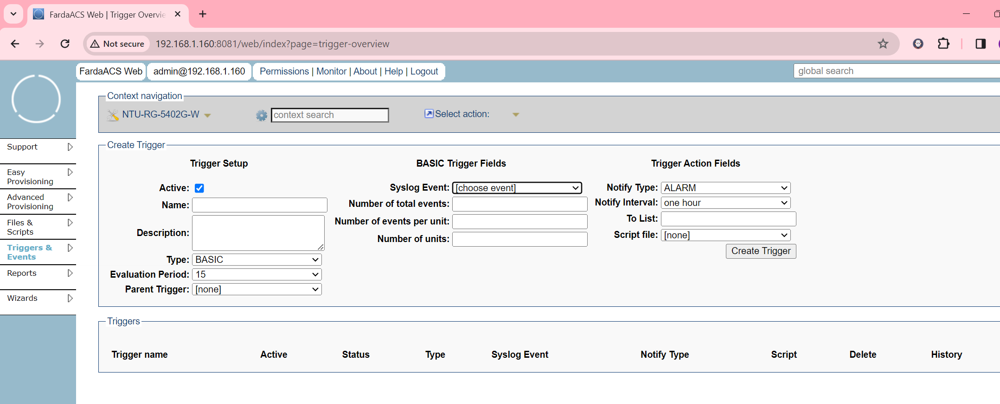 FardaACS Web | Trigger Overvie
Not secure 192.168.1.160:8081/web/index?page=trigger-overview
FardaACS Web admin@192.168.1.160 Permissions | Monitor | About | Help | Logout global search
Context navigation
NTU-RG-5402G-W context search Select action:
Support
Easy
Provisioning
Advanced
Provisioning
Files &
Scripts
Triggers &
Events
Reports
Wizards
Create Trigger
Trigger Setup
Active:
Name:
Description:
Type: BASIC
Evaluation Period: 15
Parent Trigger: [none]
BASIC Trigger Fields
Syslog Event: [choose event]
Number of total events:
Number of events per unit:
Number of units:
Trigger Action Fields
Notify Type: ALARM
Notify Interval: one hour
To List:
Script file: [none]
Create Trigger
Triggers
Trigger name Active Status Type Syslog Event Notify Type Script Delete History